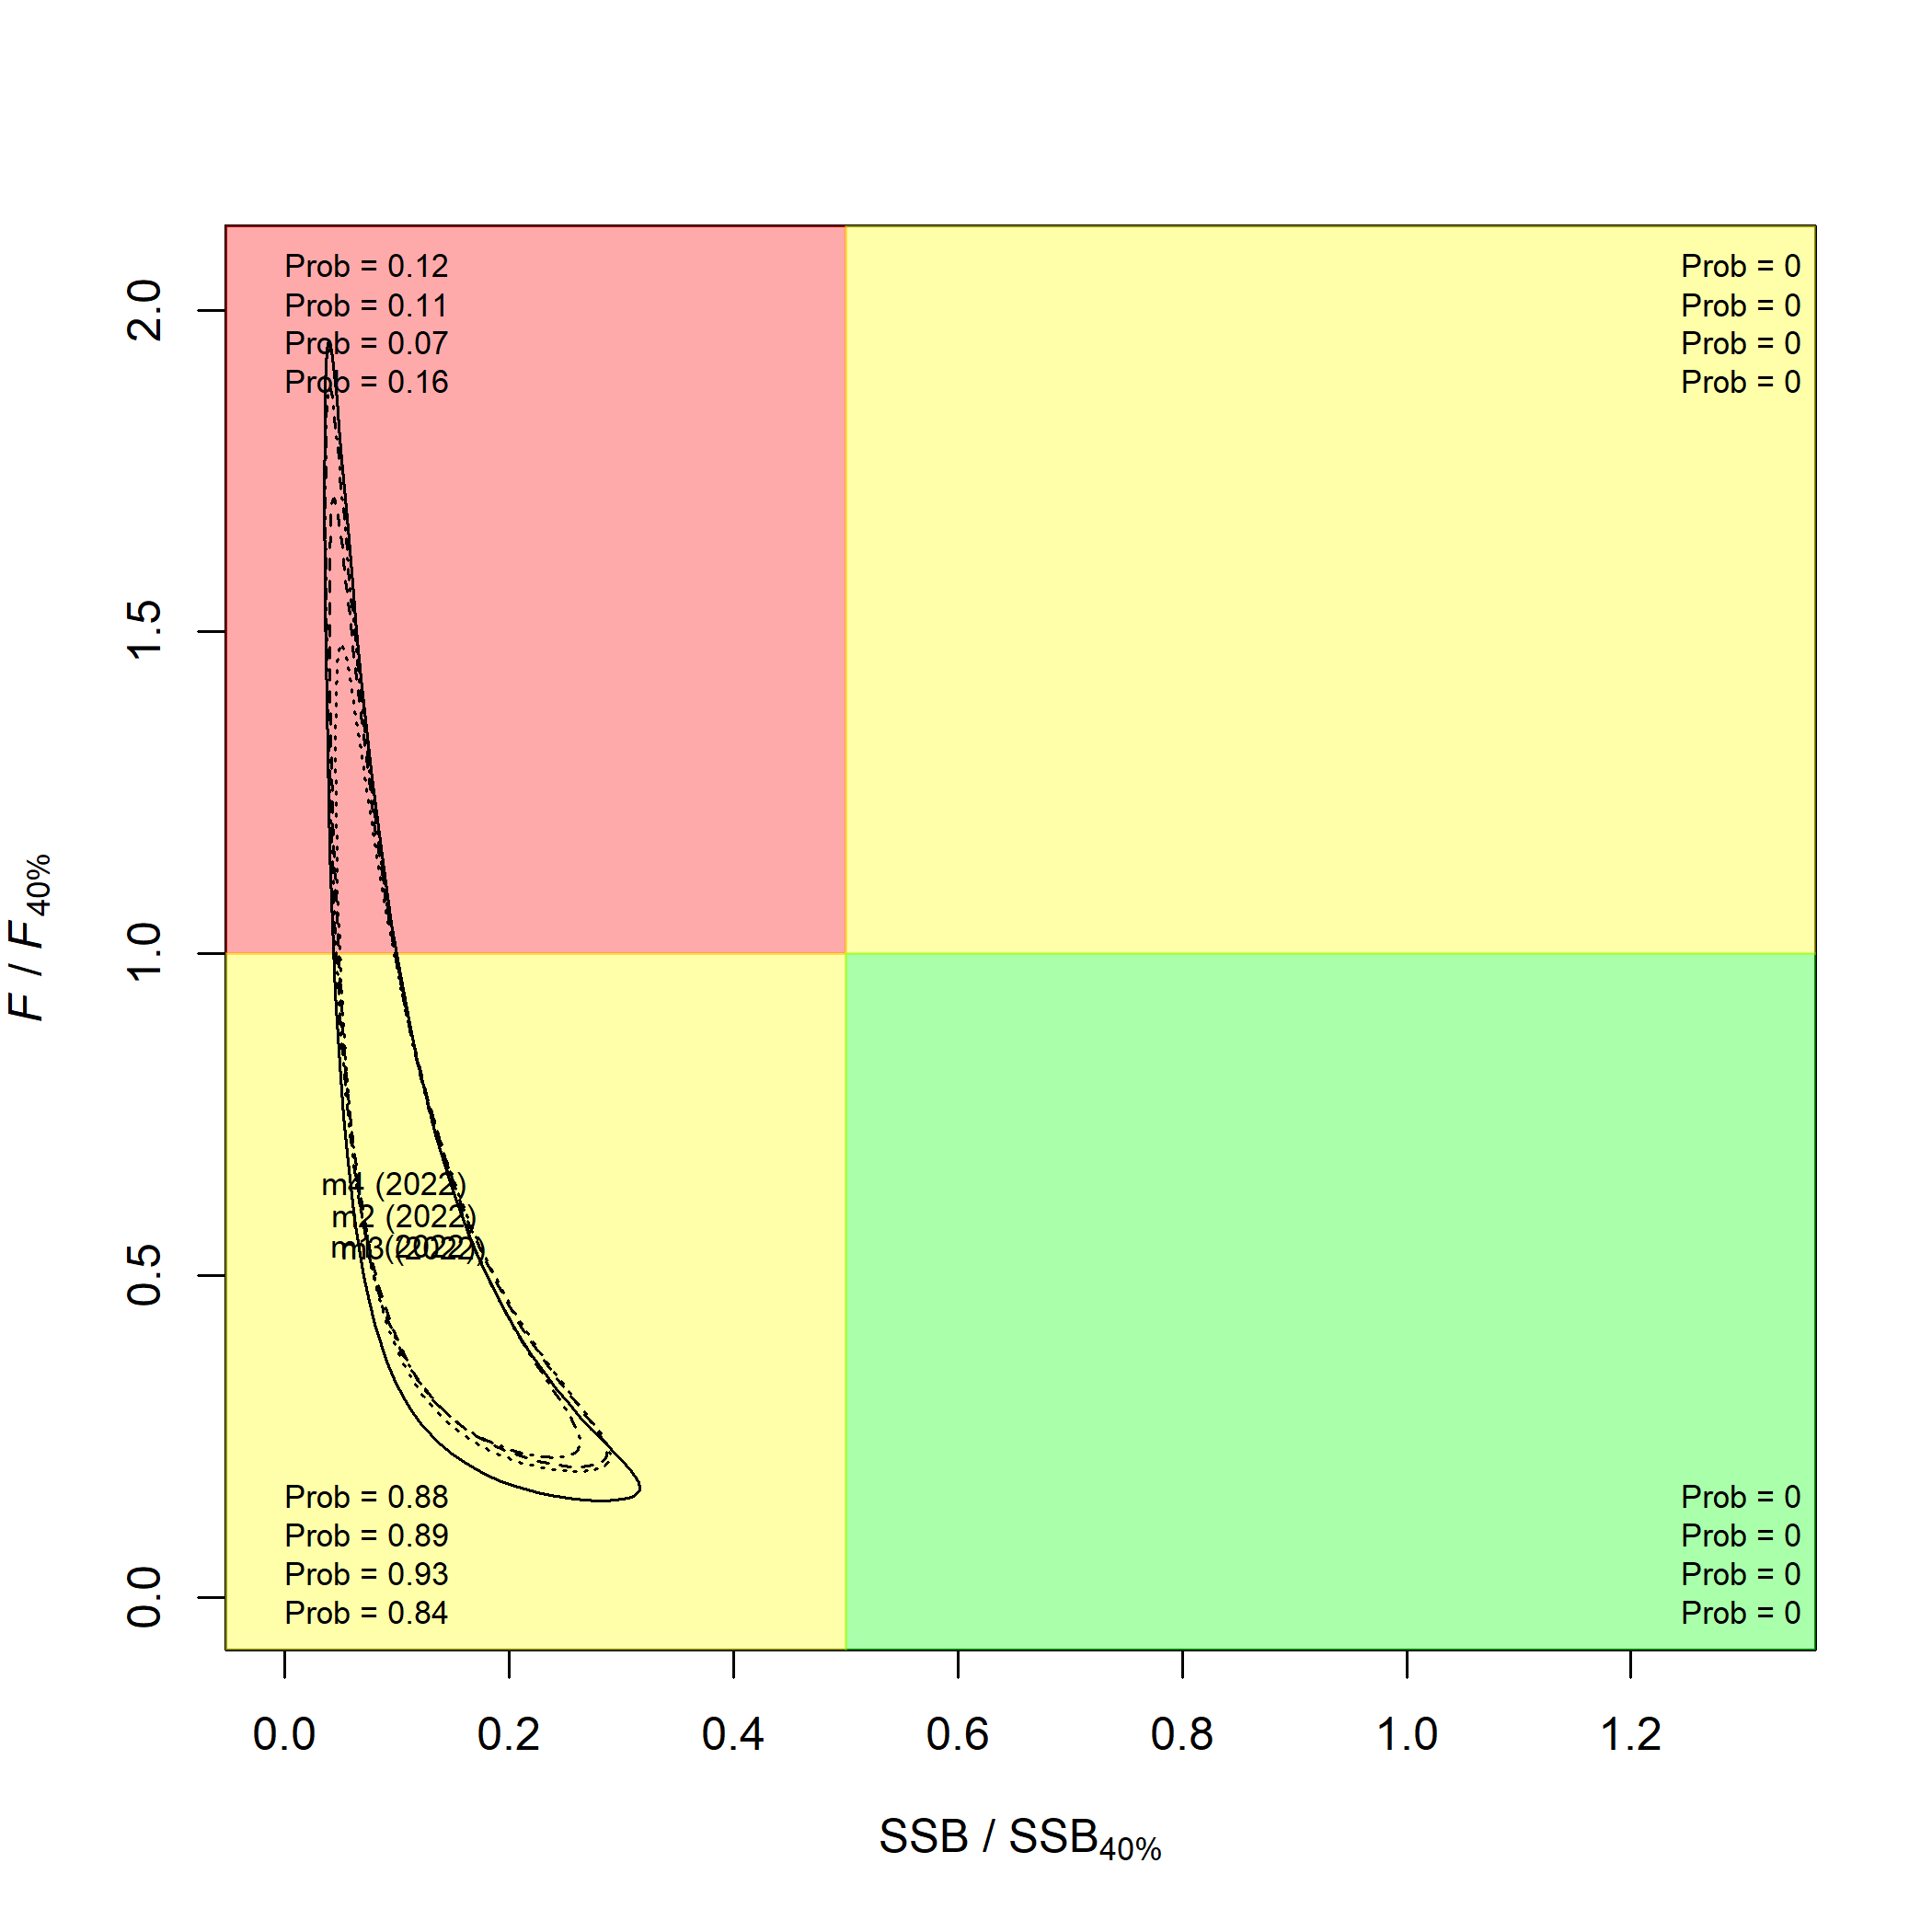 Prob = 0.12
Prob = 0.11
Prob = 0.07
Prob = 0.16
Prob = 0
Prob = 0
Prob = 0
Prob = 0
2.0
1.5
1.0
0.5
0.0
F / F40%
m4 (2022)
m2 (2022)
m3 (2022)
Prob = 0.88
Prob = 0.89
Prob = 0.93
Prob = 0.84
Prob = 0
Prob = 0
Prob = 0
Prob = 0
0.0 0.2 0.4 0.6 0.8 1.0 1.2
SSB / SSB40%